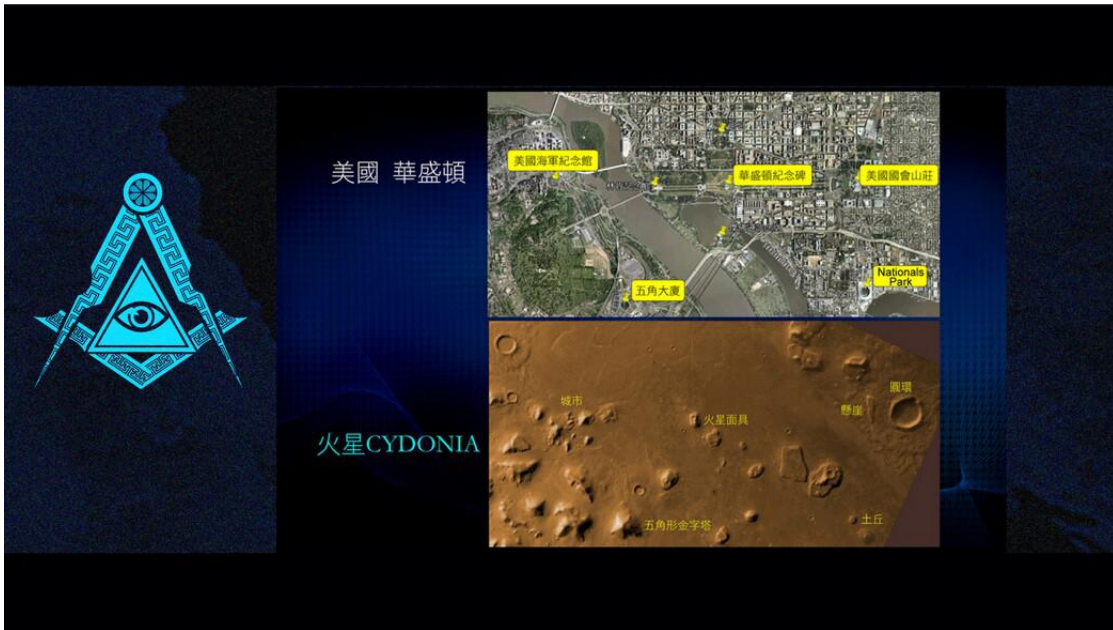 美國 華盛頓
美國海軍紀念館
華盛頓紀念碑
美國國會山莊
五角大廈
Nationals
Park
火星CYDONIA
城市
火星面具
懸崖
圓環
五角形金字塔
土丘